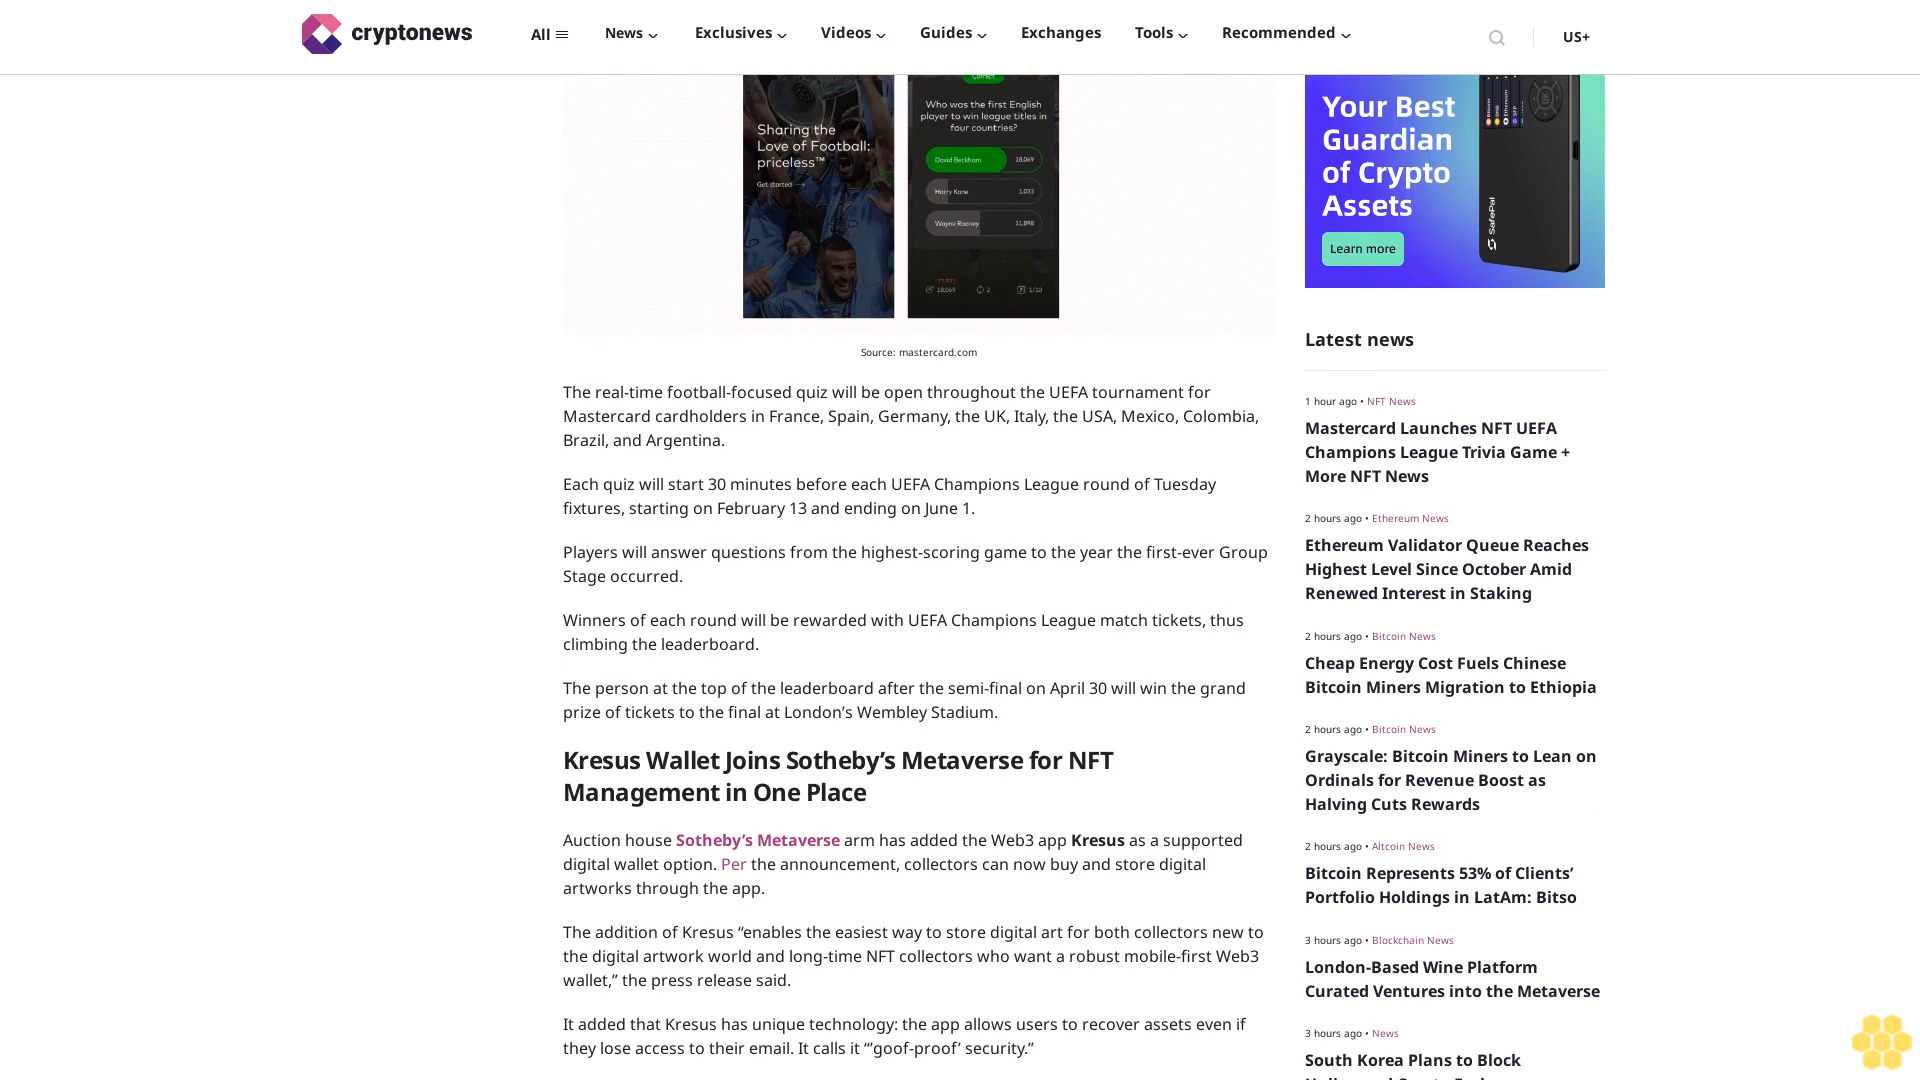 cryptonews
All
News
Exclusives
Videos
Guides
Exchanges
Tools
Recommended
US+
Sharing the
Love of Football:
priceless™
Get started
Correct
Who was the first English
player to win league titles in
four countries?
David Beckham 18,069
Harry Kane 1,033
Wayne Rooney 11,898
18,069 2 1/10
Source: mastercard.com
The real-time football-focused quiz will be open throughout the UEFA tournament for
Mastercard cardholders in France, Spain, Germany, the UK, Italy, the USA, Mexico, Colombia,
Brazil, and Argentina.
Each quiz will start 30 minutes before each UEFA Champions League round of Tuesday
fixtures, starting on February 13 and ending on June 1.
Players will answer questions from the highest-scoring game to the year the first-ever Group
Stage occurred.
Winners of each round will be rewarded with UEFA Champions League match tickets, thus
climbing the leaderboard.
The person at the top of the leaderboard after the semi-final on April 30 will win the grand
prize of tickets to the final at London’s Wembley Stadium.
Kresus Wallet Joins Sotheby’s Metaverse for NFT
Management in One Place
Auction house Sotheby’s Metaverse arm has added the Web3 app Kresus as a supported
digital wallet option. Per the announcement, collectors can now buy and store digital
artworks through the app.
The addition of Kresus “enables the easiest way to store digital art for both collectors new to
the digital artwork world and long-time NFT collectors who want a robust mobile-first Web3
wallet,” the press release said.
It added that Kresus has unique technology: the app allows users to recover assets even if
they lose access to their email. It calls it “’goof-proof’ security.”
Your Best
Guardian
of Crypto
Assets
Learn more
SafePal
OK
Latest news
1 hour ago • NFT News
Mastercard Launches NFT UEFA
Champions League Trivia Game +
More NFT News
2 hours ago • Ethereum News
Ethereum Validator Queue Reaches
Highest Level Since October Amid
Renewed Interest in Staking
2 hours ago • Bitcoin News
Cheap Energy Cost Fuels Chinese
Bitcoin Miners Migration to Ethiopia
2 hours ago • Bitcoin News
Grayscale: Bitcoin Miners to Lean on
Ordinals for Revenue Boost as
Halving Cuts Rewards
2 hours ago • Altcoin News
Bitcoin Represents 53% of Clients’
Portfolio Holdings in LatAm: Bitso
3 hours ago • Blockchain News
London-Based Wine Platform
Curated Ventures into the Metaverse
3 hours ago • News
South Korea Plans to Block